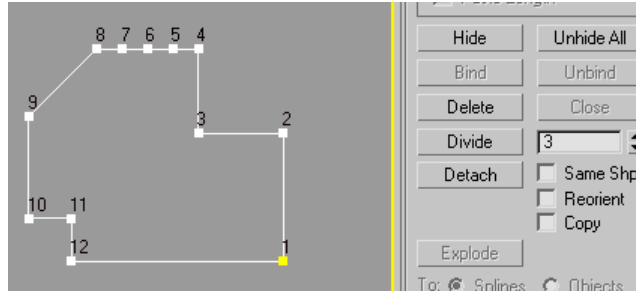 Hide
Unhide All
Bind
Unbind
Delete
Close
Divide
3
Detach
Same Shp
Reorient
Copy
Explode
To: Splines Objects
8 7 6 5 4
9
3 2
10 11
12 1